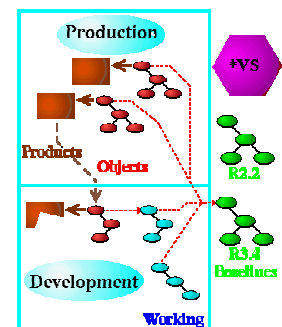 Production
*VS
Products
Objects
R2.2
R3.4
Baselines
Development
Working